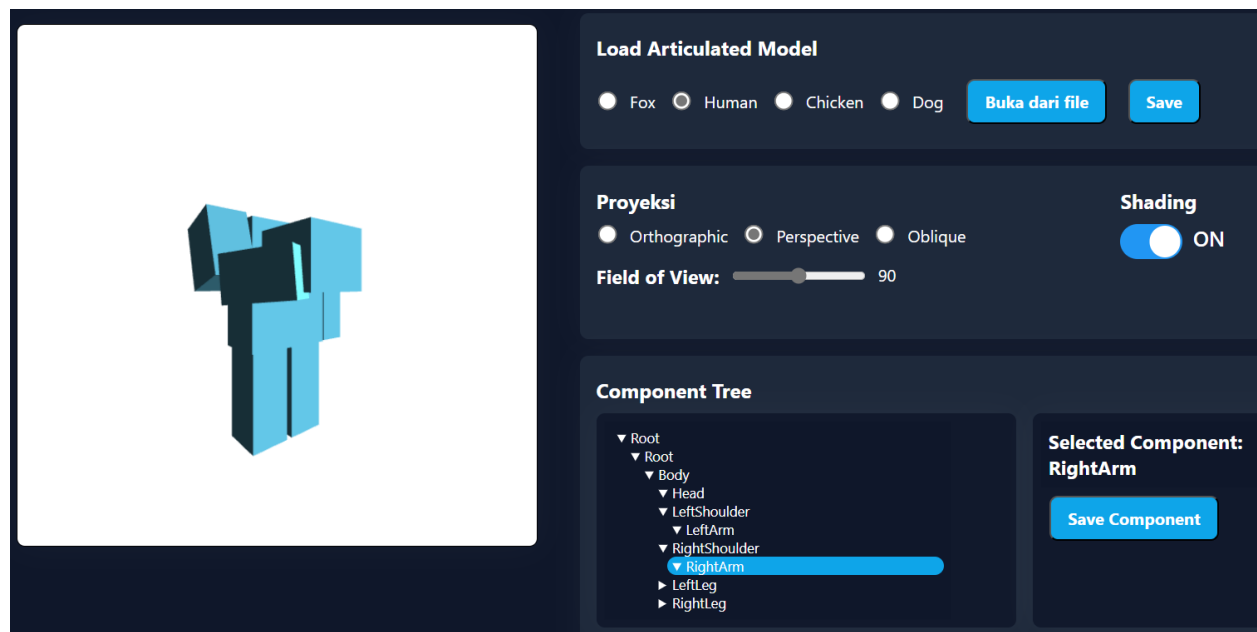 Load Articulated Model
Fox Human Chicken Dog Buka dari file Save
Proyeksi
Orthographic Perspective Oblique
Field of View: 90
Shading
ON
Component Tree
▼ Root
▼ Root
▼ Body
▼ Head
▼ LeftShoulder
▼ LeftArm
▼ RightShoulder
▼ RightArm
► LeftLeg
► RightLeg
Selected Component:
RightArm
Save Component